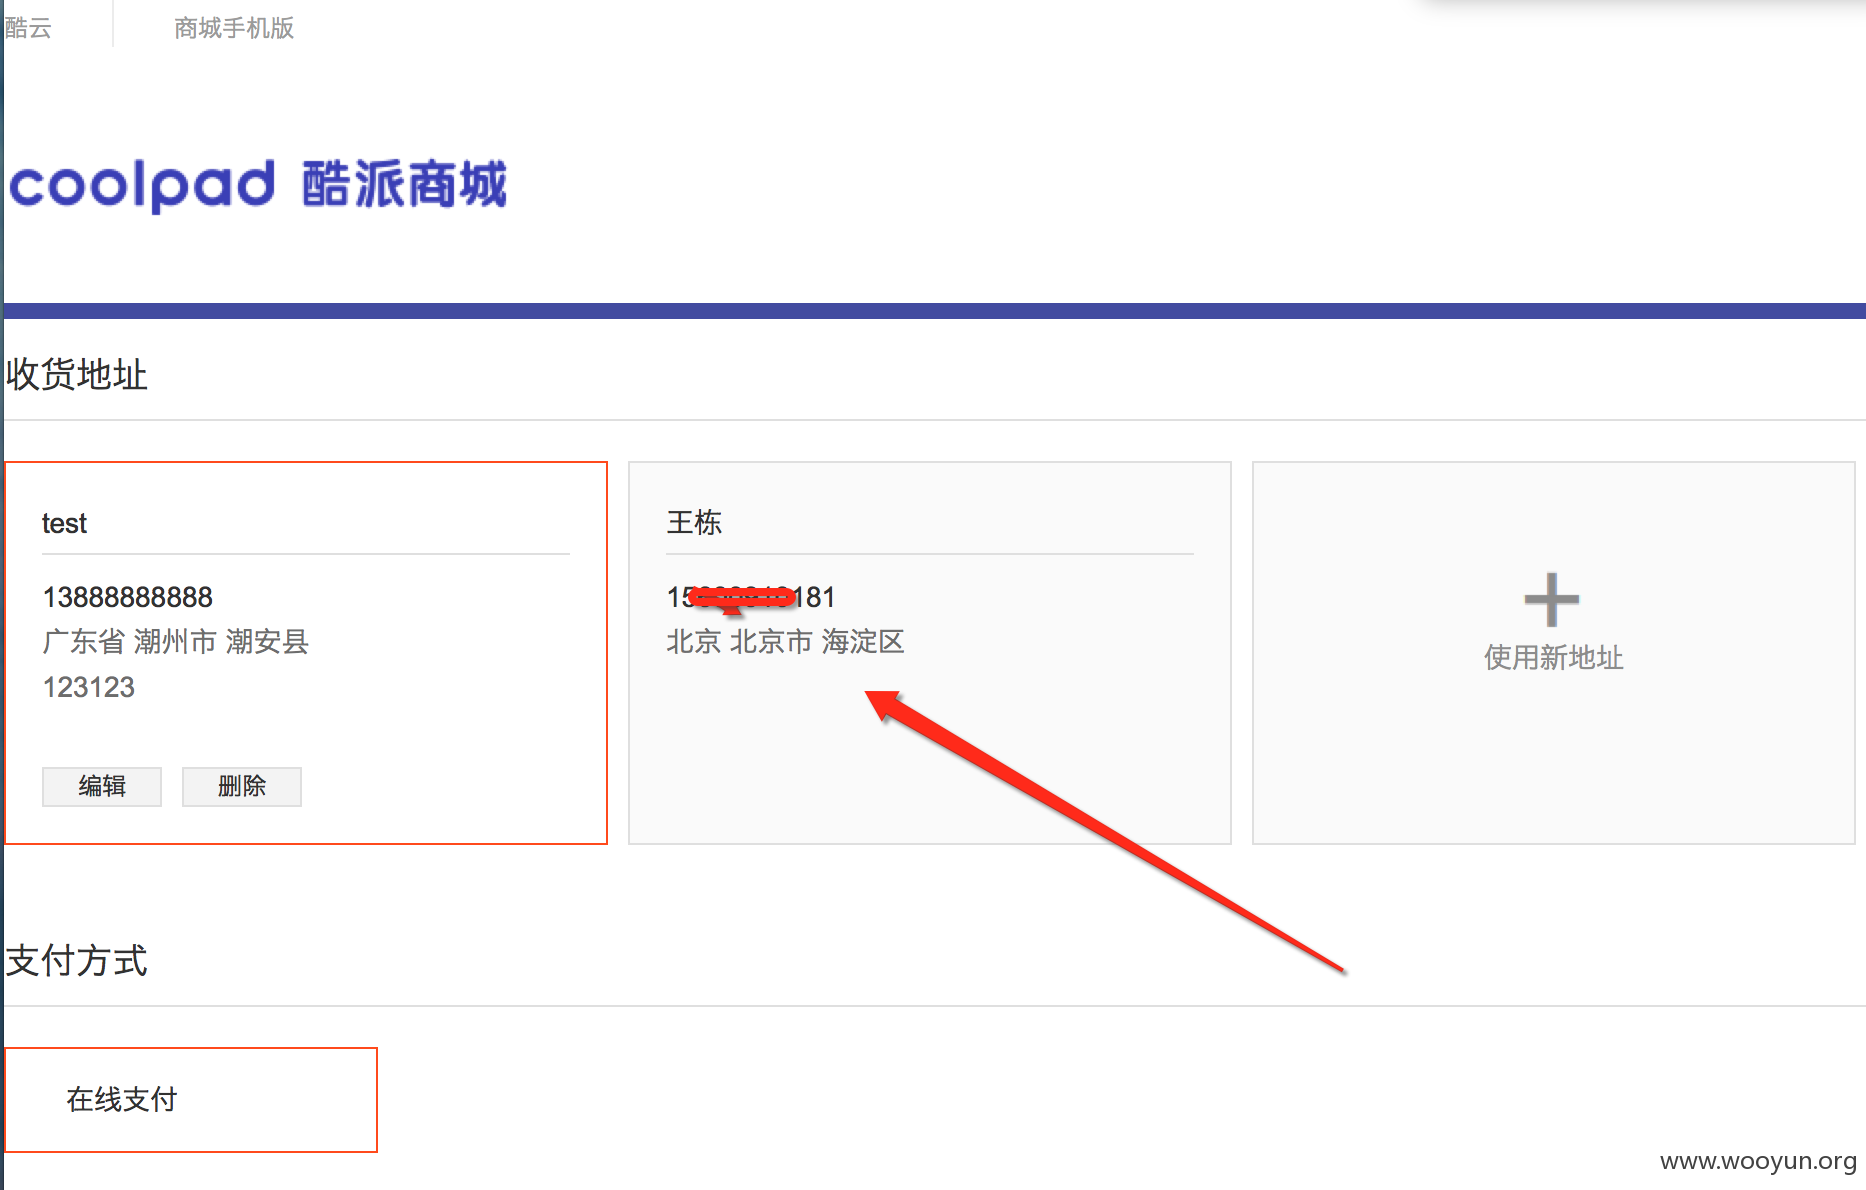 酷云
商城手机版
coolpad 酷派商城
收货地址
test
13888888888
广东省 潮州市 潮安县
123123
编辑 删除
王栋
15 181
北京 北京市 海淀区
使用新地址
支付方式
在线支付
www.wooyun.org